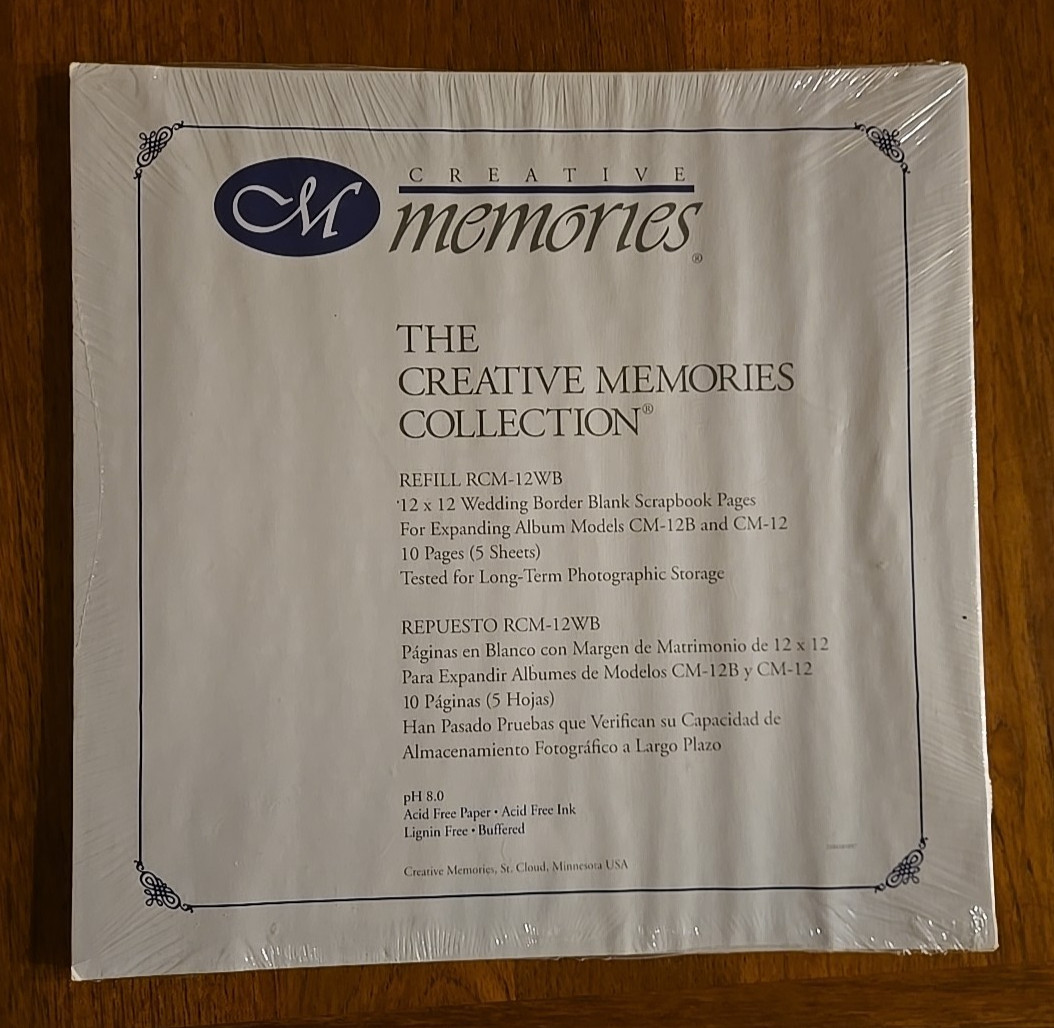 CM
CREATIVE
memories®
THE
CREATIVE MEMORIES
COLLECTION®
REFILL RCM-12WB
12 x 12 Wedding Border Blank Scrapbook Pages
For Expanding Album Models CM-12B and CM-12
10 Pages (5 Sheets)
Tested for Long-Term Photographic Storage
REPUESTO RCM-12WB
Páginas en Blanco con Margen de Matrimonio de 12 x 12
Para Expandir Albumes de Modelos CM-12B y CM-12
10 Páginas (5 Hojas)
Han Pasado Pruebas que Verifican su Capacidad de
Almacenamiento Fotográfico a Largo Plazo
pH 8.0
Acid Free Paper • Acid Free Ink
Lignin Free • Buffered
Creative Memories, St. Cloud, Minnesota USA